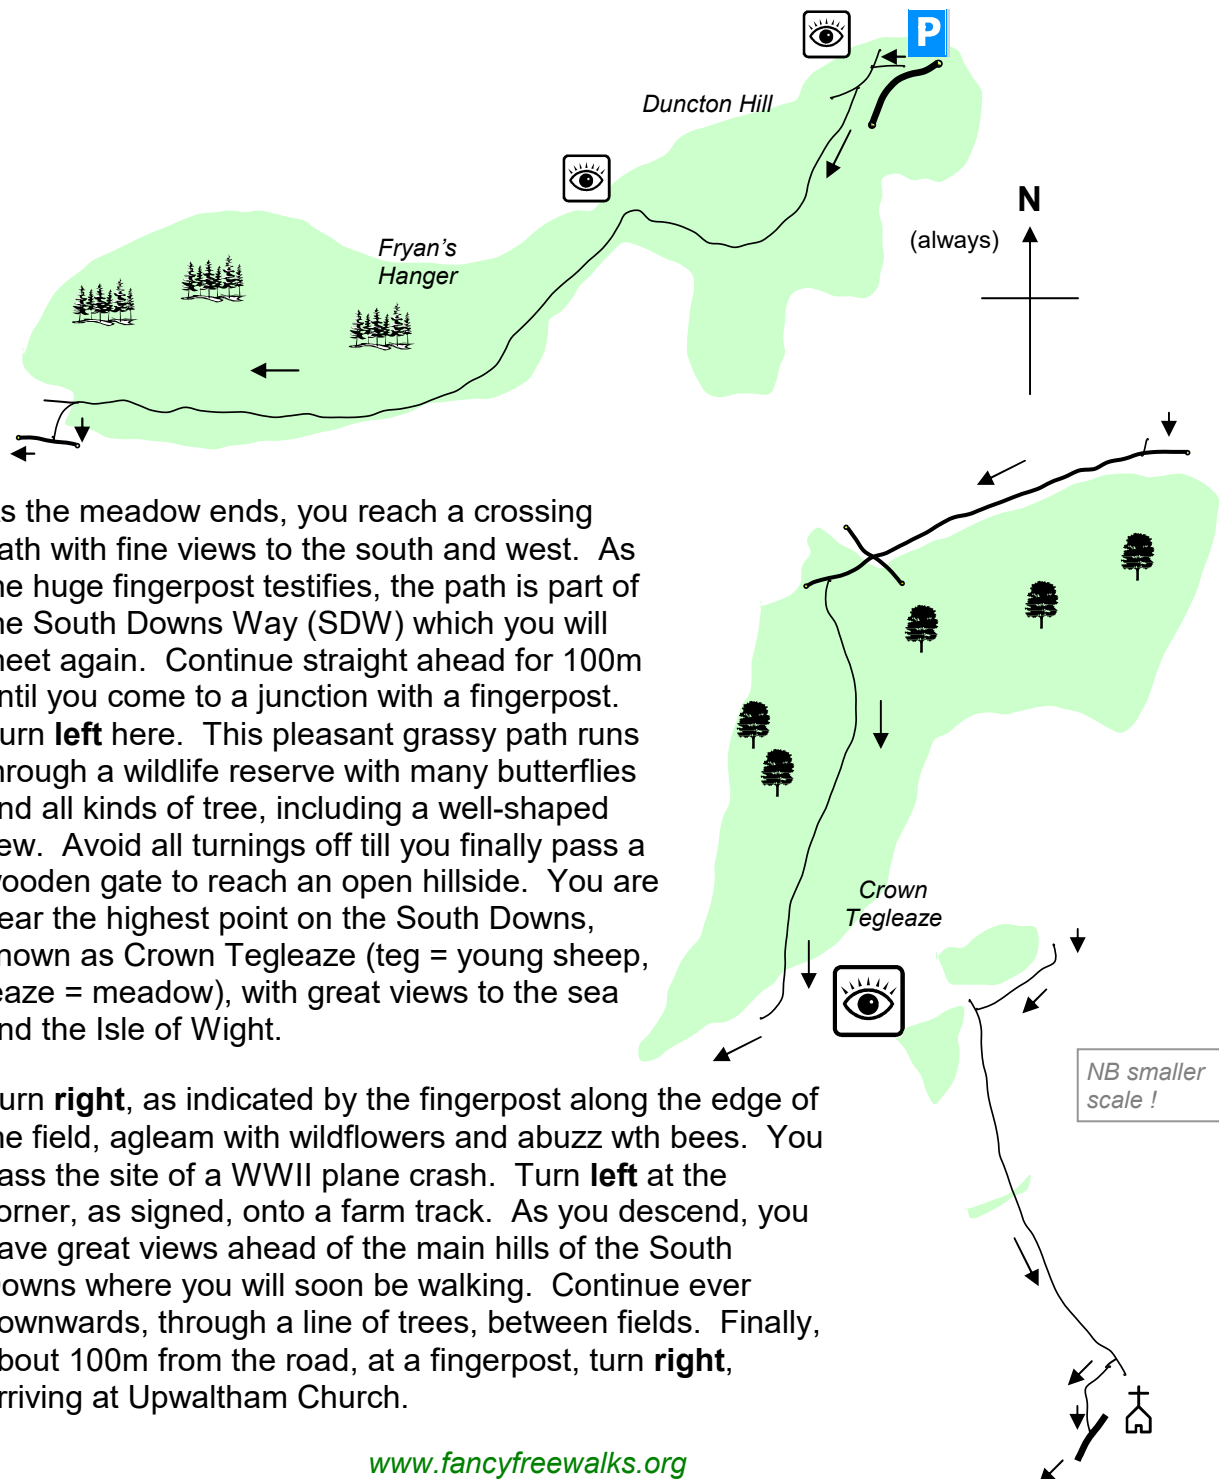 P
Duncton Hill
N
(always)
Fryan's
Hanger
s the meadow ends, you reach a crossing
ath with fine views to the south and west. As
he huge fingerpost testifies, the path is part of
he South Downs Way (SDW) which you will
neet again. Continue straight ahead for 100m
ntil you come to a junction with a fingerpost.
urn left here. This pleasant grassy path runs
hrough a wildlife reserve with many butterflies
nd all kinds of tree, including a well-shaped
ew. Avoid all turnings off till you finally pass a
vooden gate to reach an open hillside. You are
ear the highest point on the South Downs,
nown as Crown Tegleaze (teg = young sheep,
eaze = meadow), with great views to the sea
nd the Isle of Wight.
Crown
Tegleaze
NB smaller
scale !
urn right, as indicated by the fingerpost along the edge of
he field, agleam with wildflowers and abuzz wth bees. You
ass the site of a WWII plane crash. Turn left at the
orner, as signed, onto a farm track. As you descend, you
ave great views ahead of the main hills of the South
owns where you will soon be walking. Continue ever
ownwards, through a line of trees, between fields. Finally,
bout 100m from the road, at a fingerpost, turn right,
rriving at Upwaltham Church.
www.fancyfreewalks.org